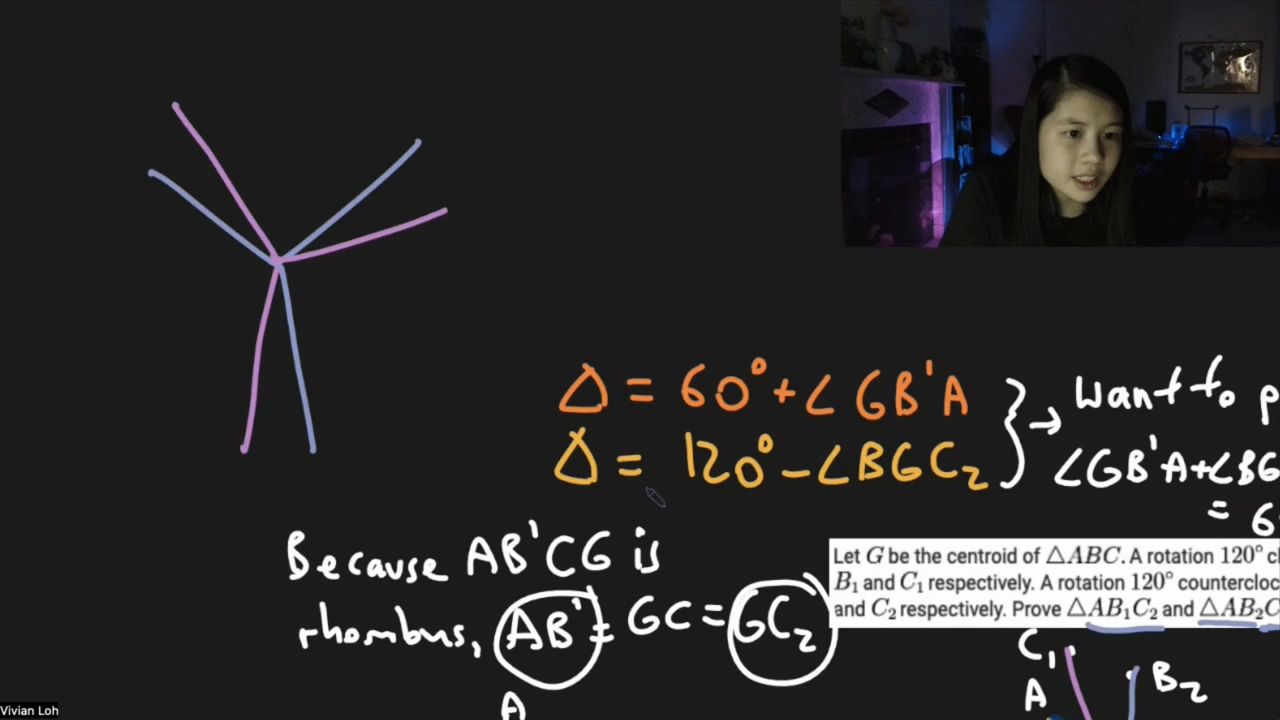 Δ = 60° + ∠GB'A
Δ = 120° - ∠BGC₂
} → Want to p
∠GB'A+∠BG
= 6
Because AB'CG is
rhombus, AB' = GC = GC₂
A
Let G be the centroid of △ABC. A rotation 120° cl
B₁ and C₁ respectively. A rotation 120° countercloc
and C₂ respectively. Prove △AB₁C₂ and △AB₂C
C₁
A
B₂
Vivian Loh